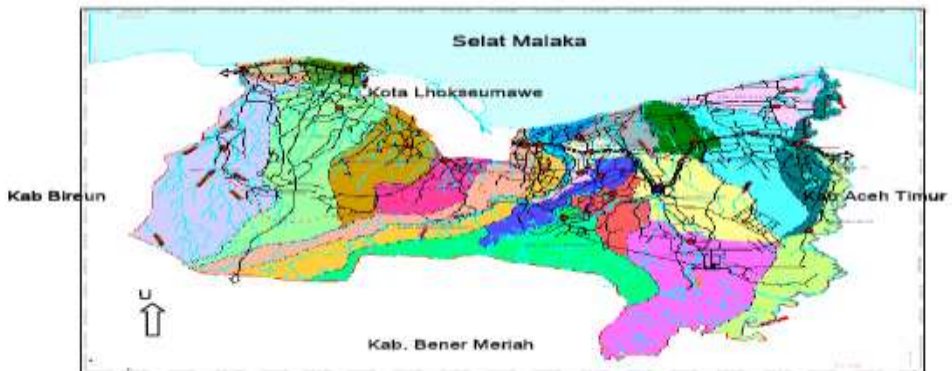 Selat Malaka
Kota Lhokseumawe
Kab Bireun
Kab Aceh Timur
U
Kab. Bener Meriah